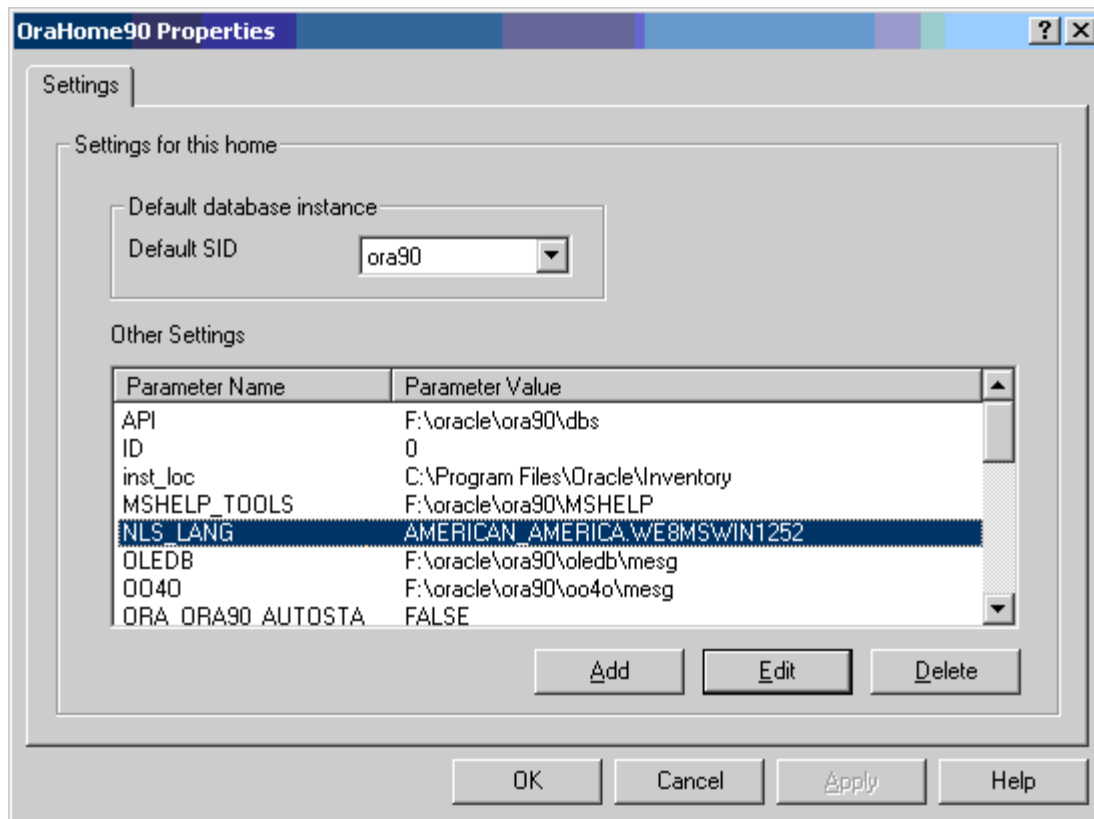 OraHome90 Properties
Settings
Settings for this home
Default database instance
Default SID ora90
Other Settings
Parameter Name Parameter Value
API F:\oracle\ora90\dbs
ID 0
inst_loc C:\Program Files\Oracle\Inventory
MSHELP_TOOLS F:\oracle\ora90\MSHELP
NLS_LANG AMERICAN_AMERICA.WE8MSWIN1252
OLEDB F:\oracle\ora90\oledb\mesg
OO4O F:\oracle\ora90\oo4o\mesg
ORA_ORA90_AUTOSTA FALSE
Add Edit Delete
OK Cancel Apply Help